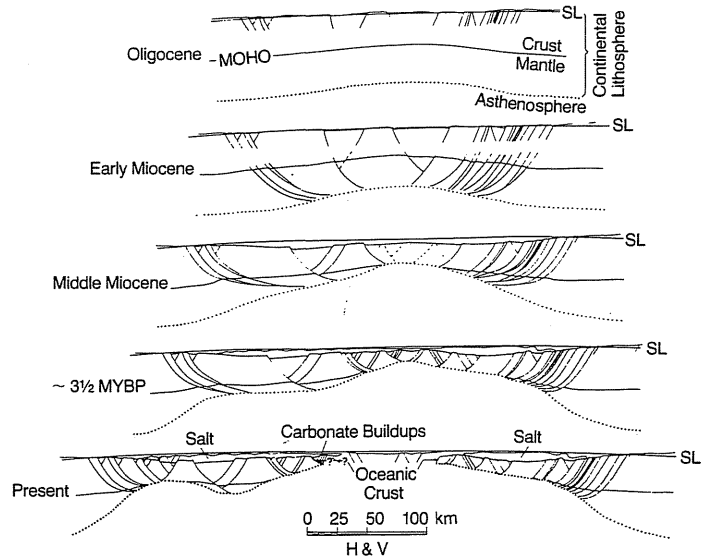 SL
Oligocene
MOHO
Crust
Mantle
Continental
Lithosphere
Asthenosphere
SL
Early Miocene
SL
Middle Miocene
SL
~ 3½ MYBP
Carbonate Buildups
Salt
Salt
SL
?-?-?
Oceanic
Crust
Present
0 25 50 100 km
H & V